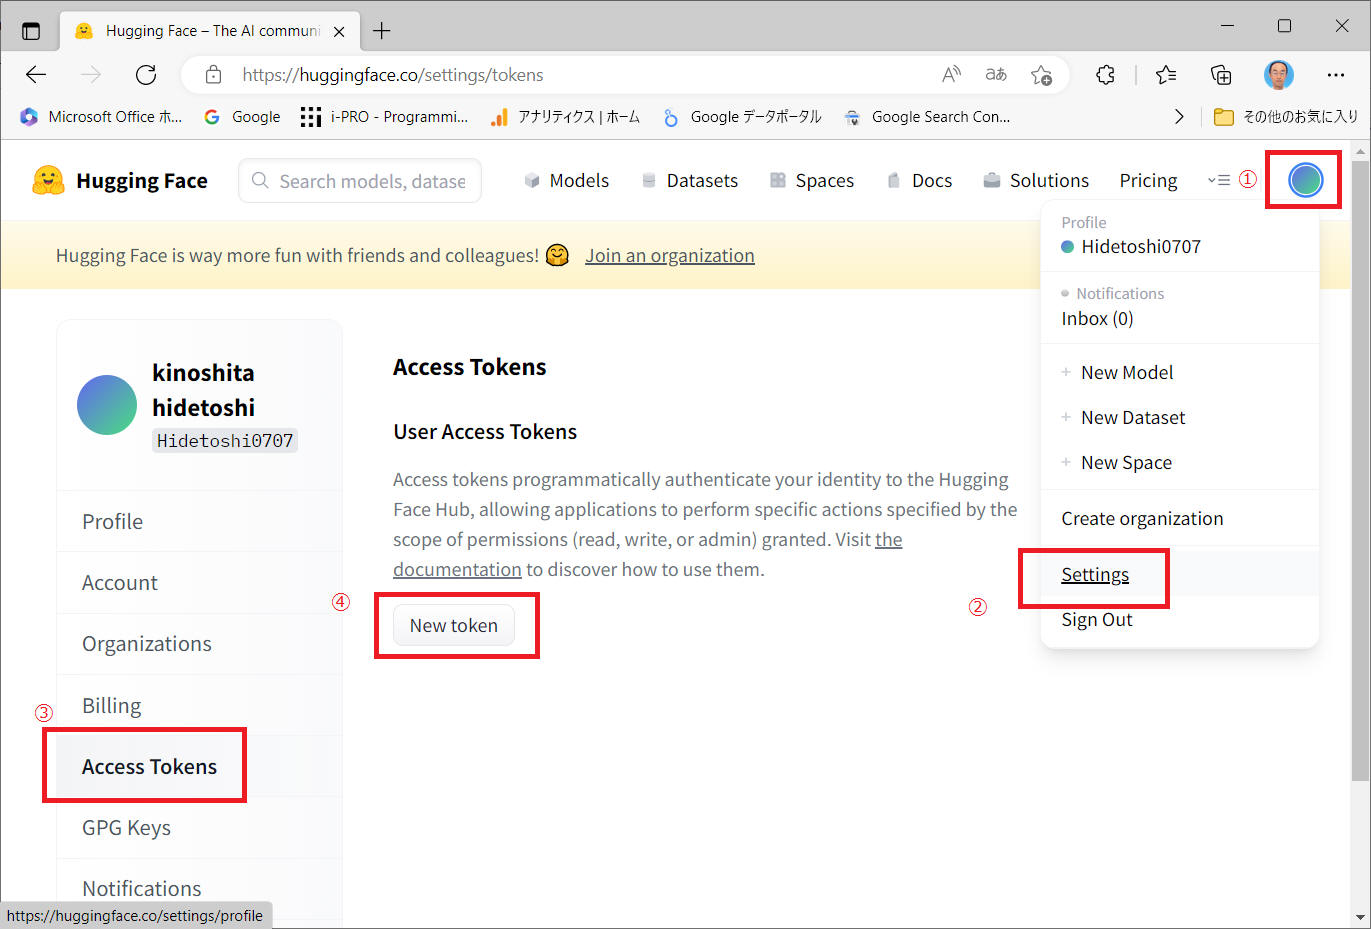 Hugging Face – The AI communi
https://huggingface.co/settings/tokens
Microsoft Office ホ...
Google
i-PRO - Programmi...
アナリティクス | ホーム
Google データポータル
Google Search Con...
その他のお気に入り
Hugging Face
Search models, datase
Models
Datasets
Spaces
Docs
Solutions
Pricing
①
Hugging Face is way more fun with friends and colleagues! 🤗 Join an organization
Profile
Hidetoshi0707
Notifications
Inbox (0)
+ New Model
+ New Dataset
+ New Space
Create organization
②
Settings
Sign Out
kinoshita
hidetoshi
Hidetoshi0707
Profile
Account
Organizations
Billing
③
Access Tokens
GPG Keys
Notifications
Access Tokens
User Access Tokens
Access tokens programmatically authenticate your identity to the Hugging
Face Hub, allowing applications to perform specific actions specified by the
scope of permissions (read, write, or admin) granted. Visit the
documentation to discover how to use them.
④
New token
https://huggingface.co/settings/profile